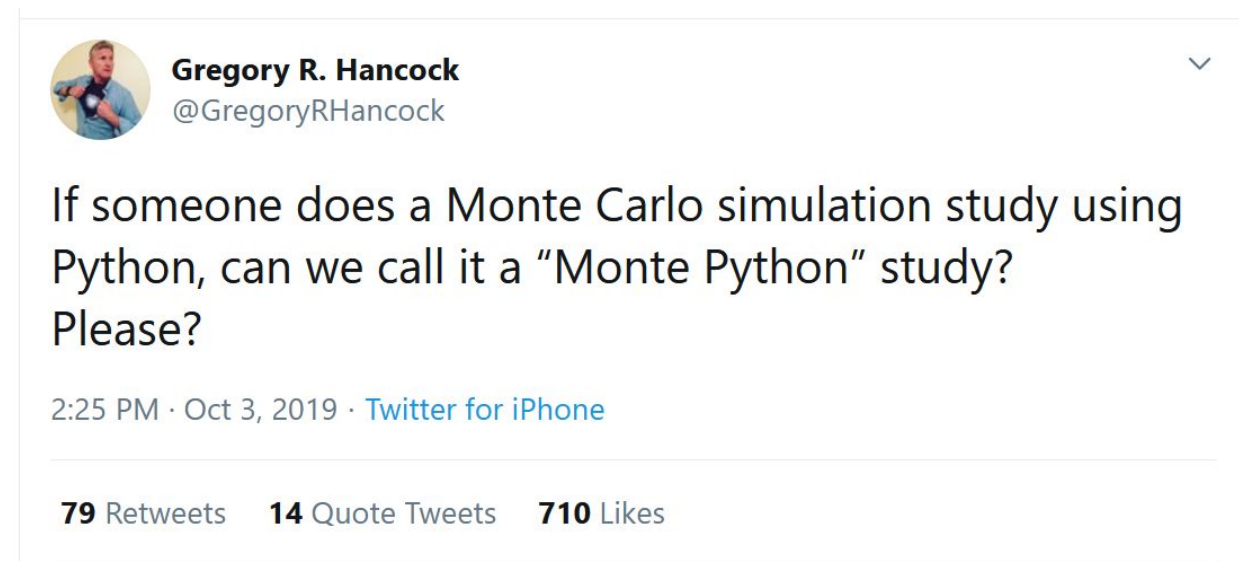 Gregory R. Hancock
@GregoryRHancock
If someone does a Monte Carlo simulation study using
Python, can we call it a “Monte Python” study?
Please?
2:25 PM · Oct 3, 2019 · Twitter for iPhone
79 Retweets 14 Quote Tweets 710 Likes